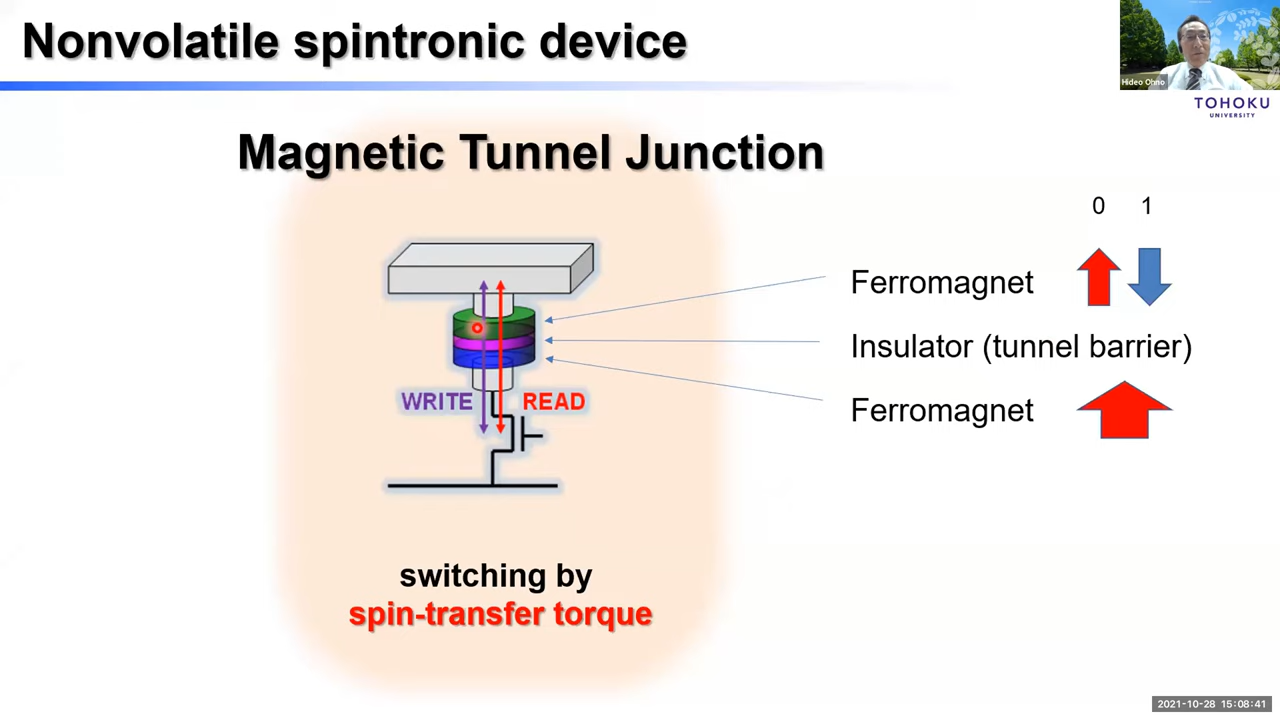 Nonvolatile spintronic device
Hideo Ohno
TOHOKU
UNIVERSITY
Magnetic Tunnel Junction
0 1
Ferromagnet
Insulator (tunnel barrier)
Ferromagnet
WRITE READ
switching by
spin-transfer torque
2021-10-28 15:08:41